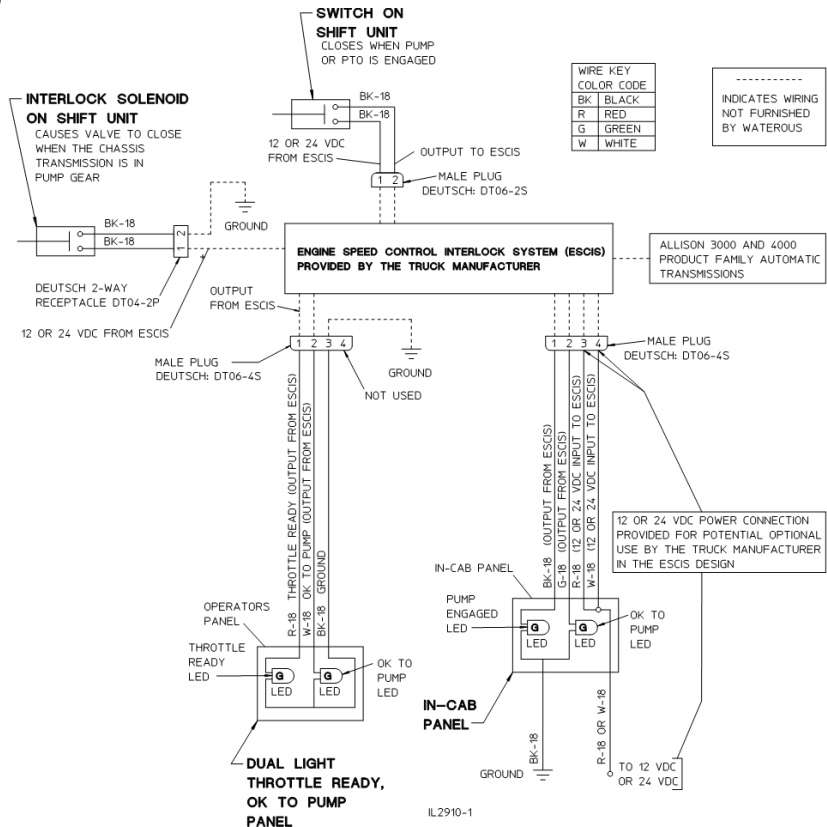 SWITCH ON
SHIFT UNIT
CLOSES WHEN PUMP
OR PTO IS ENGAGED
WIRE KEY
COLOR CODE
BK BLACK
R RED
G GREEN
W WHITE
------------
INDICATES WIRING
NOT FURNISHED
BY WATEROUS
INTERLOCK SOLENOID
ON SHIFT UNIT
CAUSES VALVE TO CLOSE
WHEN THE CHASSIS
TRANSMISSION IS IN
PUMP GEAR
BK-18
BK-18
12 OR 24 VDC
FROM ESCIS
OUTPUT TO ESCIS
1 2
MALE PLUG
DEUTSCH: DT06-2S
GROUND
BK-18
BK-18
1 2
+
DEUTSCH 2-WAY
RECEPTACLE DT04-2P
12 OR 24 VDC FROM ESCIS
ENGINE SPEED CONTROL INTERLOCK SYSTEM (ESCIS)
PROVIDED BY THE TRUCK MANUFACTURER
ALLISON 3000 AND 4000
PRODUCT FAMILY AUTOMATIC
TRANSMISSIONS
OUTPUT
FROM ESCIS
1 2 3 4
MALE PLUG
DEUTSCH: DT06-4S
GROUND
NOT USED
1 2 3 4
MALE PLUG
DEUTSCH: DT06-4S
R-18 THROTTLE READY (OUTPUT FROM ESCIS)
W-18 OK TO PUMP (OUTPUT FROM ESCIS)
BK-18 GROUND
BK-18 (OUTPUT FROM ESCIS)
G-18 (OUTPUT FROM ESCIS)
R-18 (12 OR 24 VDC INPUT TO ESCIS)
W-18 (12 OR 24 VDC INPUT TO ESCIS)
12 OR 24 VDC POWER CONNECTION
PROVIDED FOR POTENTIAL OPTIONAL
USE BY THE TRUCK MANUFACTURER
IN THE ESCIS DESIGN
OPERATORS
PANEL
THROTTLE
READY
LED
G
LED
G
LED
OK TO
PUMP
LED
DUAL LIGHT
THROTTLE READY,
OK TO PUMP
PANEL
IN-CAB PANEL
PUMP
ENGAGED
LED
G
LED
G
LED
OK TO
PUMP
LED
IN-CAB
PANEL
BK-18
GROUND
R-18 OR W-18
TO 12 VDC
OR 24 VDC
IL2910-1